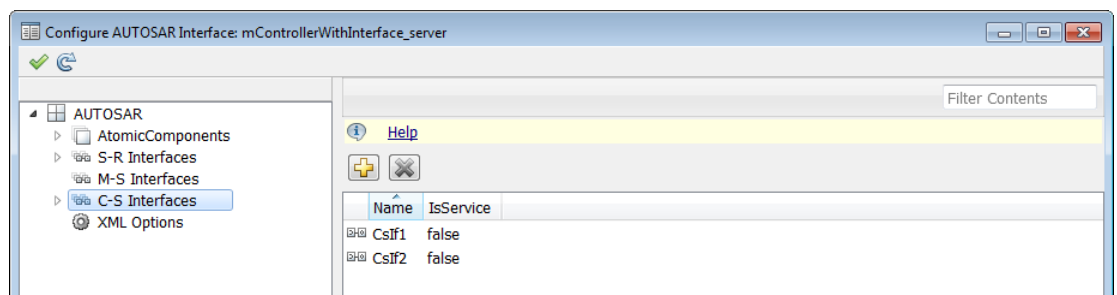 Configure AUTOSAR Interface: mControllerWithInterface_server
Filter Contents
AUTOSAR
AtomicComponents
S-R Interfaces
M-S Interfaces
C-S Interfaces
XML Options
Help
Name IsService
CsIf1 false
CsIf2 false